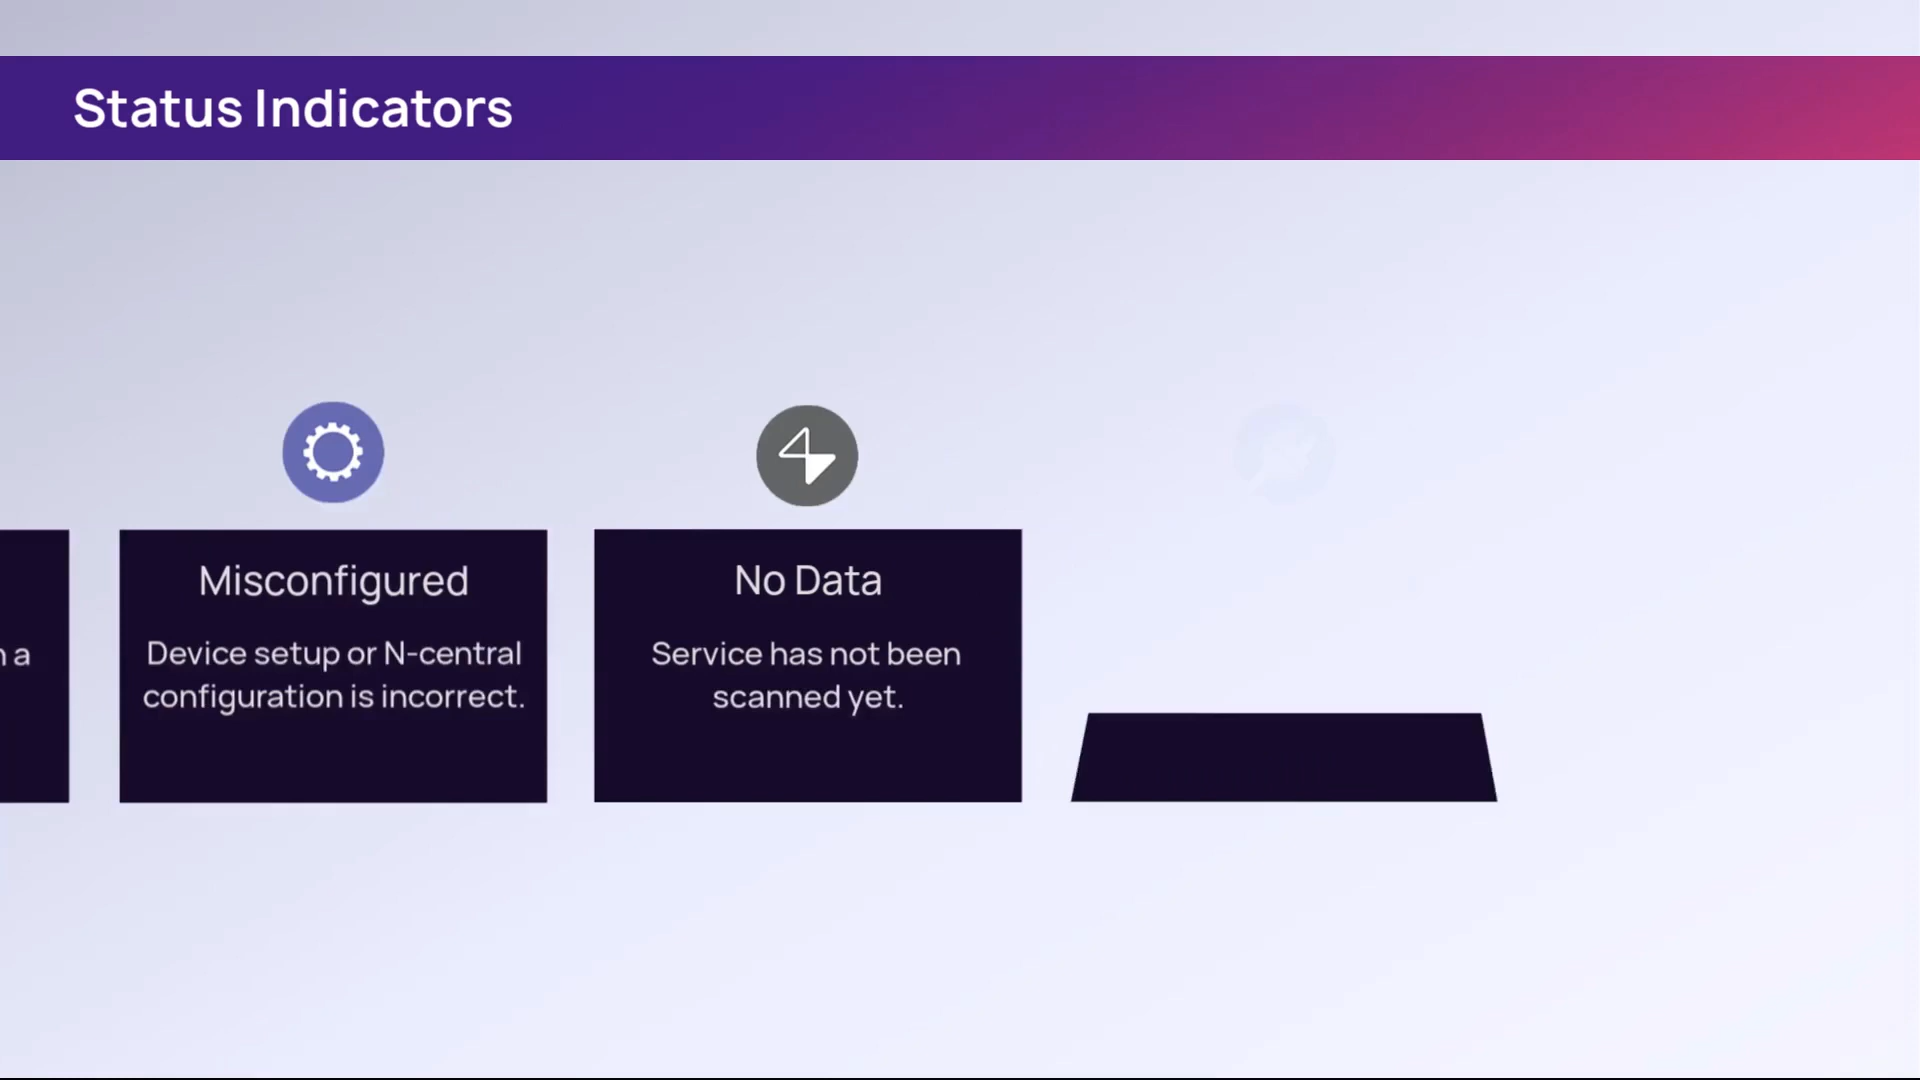 Status Indicators
a
Misconfigured
Device setup or N-central
configuration is incorrect.
No Data
Service has not been
scanned yet.